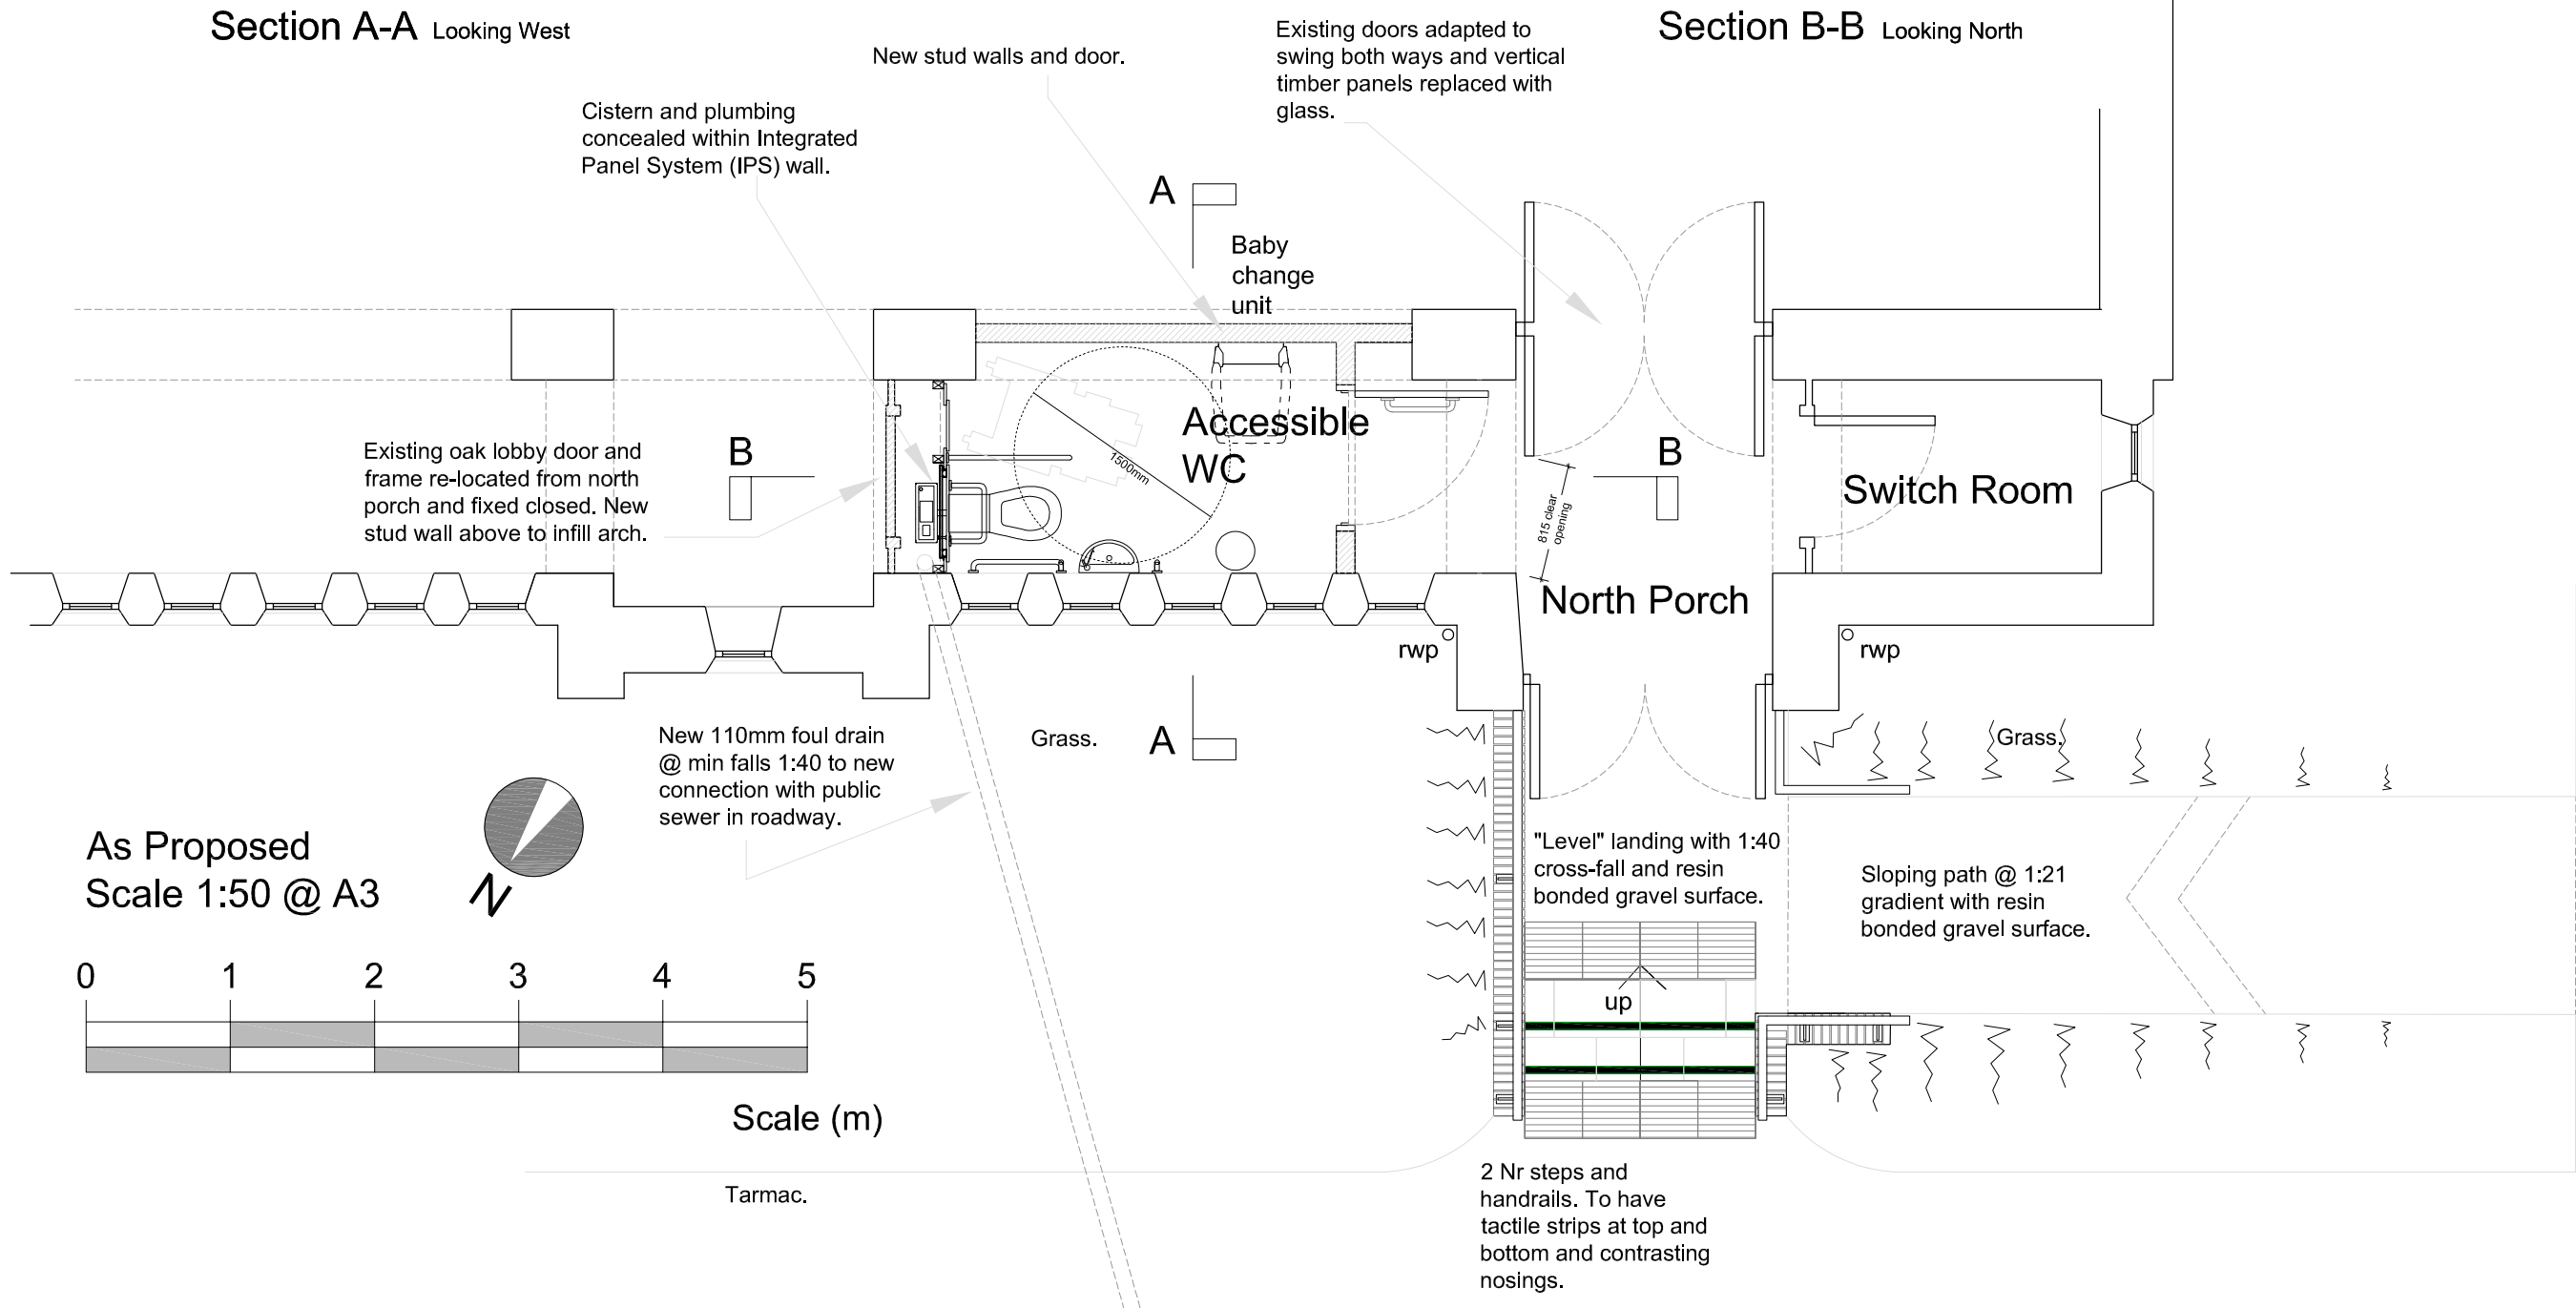 Section A-A Looking West
Section B-B Looking North
Existing doors adapted to
swing both ways and vertical
timber panels replaced with
glass.
New stud walls and door.
Cistern and plumbing
concealed within Integrated
Panel System (IPS) wall.
A
Baby
change
unit
Existing oak lobby door and
frame re-located from north
porch and fixed closed. New
stud wall above to infill arch.
B
Accessible
WC
1500mm
815 clear
opening
B
Switch Room
North Porch
rwp
rwp
New 110mm foul drain
@ min falls 1:40 to new
connection with public
sewer in roadway.
Grass.
A
Grass.
As Proposed
Scale 1:50 @ A3
N
"Level" landing with 1:40
cross-fall and resin
bonded gravel surface.
Sloping path @ 1:21
gradient with resin
bonded gravel surface.
up
0 1 2 3 4 5
Scale (m)
Tarmac.
2 Nr steps and
handrails. To have
tactile strips at top and
bottom and contrasting
nosings.